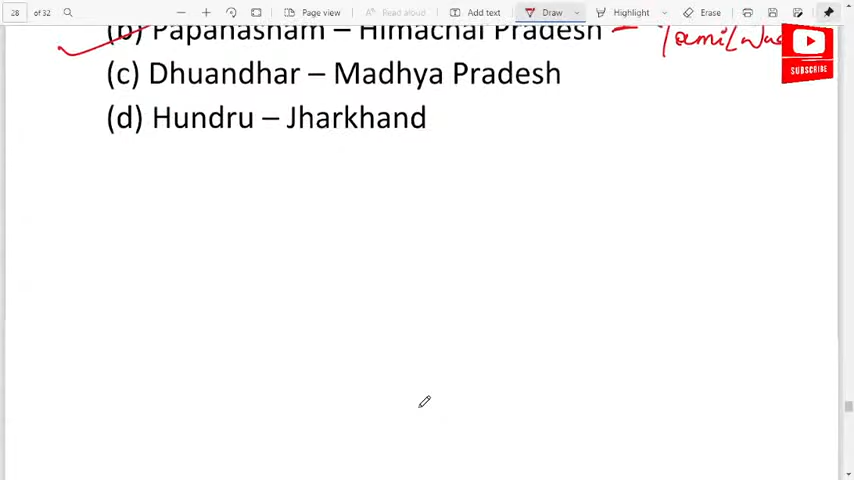 28 of 32 Page view Read aloud Add text Draw Highlight Erase
(b) Papanasham – Himachal Pradesh – Tamil
(c) Dhuandhar – Madhya Pradesh
SUBSCRIBE
(d) Hundru – Jharkhand